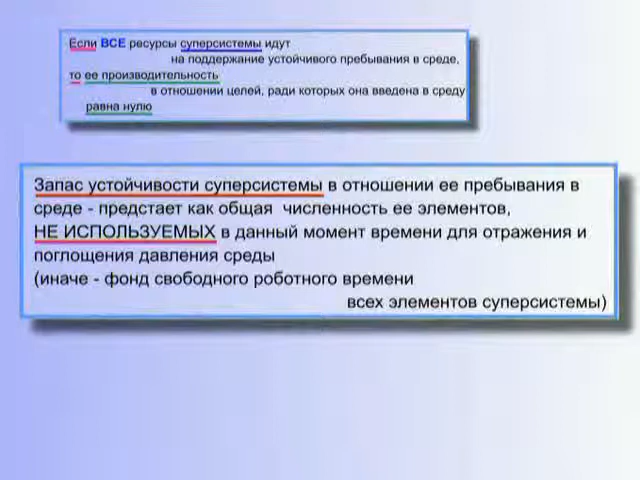 Если ВСЕ ресурсы суперсистемы идут
на поддержание устойчивого пребывания в среде,
то ее производительность
в отношении целей, ради которых она введена в среду
равна нулю
Запас устойчивости суперсистемы в отношении ее пребывания в
среде - предстает как общая численность ее элементов,
НЕ ИСПОЛЬЗУЕМЫХ в данный момент времени для отражения и
поглощения давления среды
(иначе - фонд свободного роботного времени
всех элементов суперсистемы)